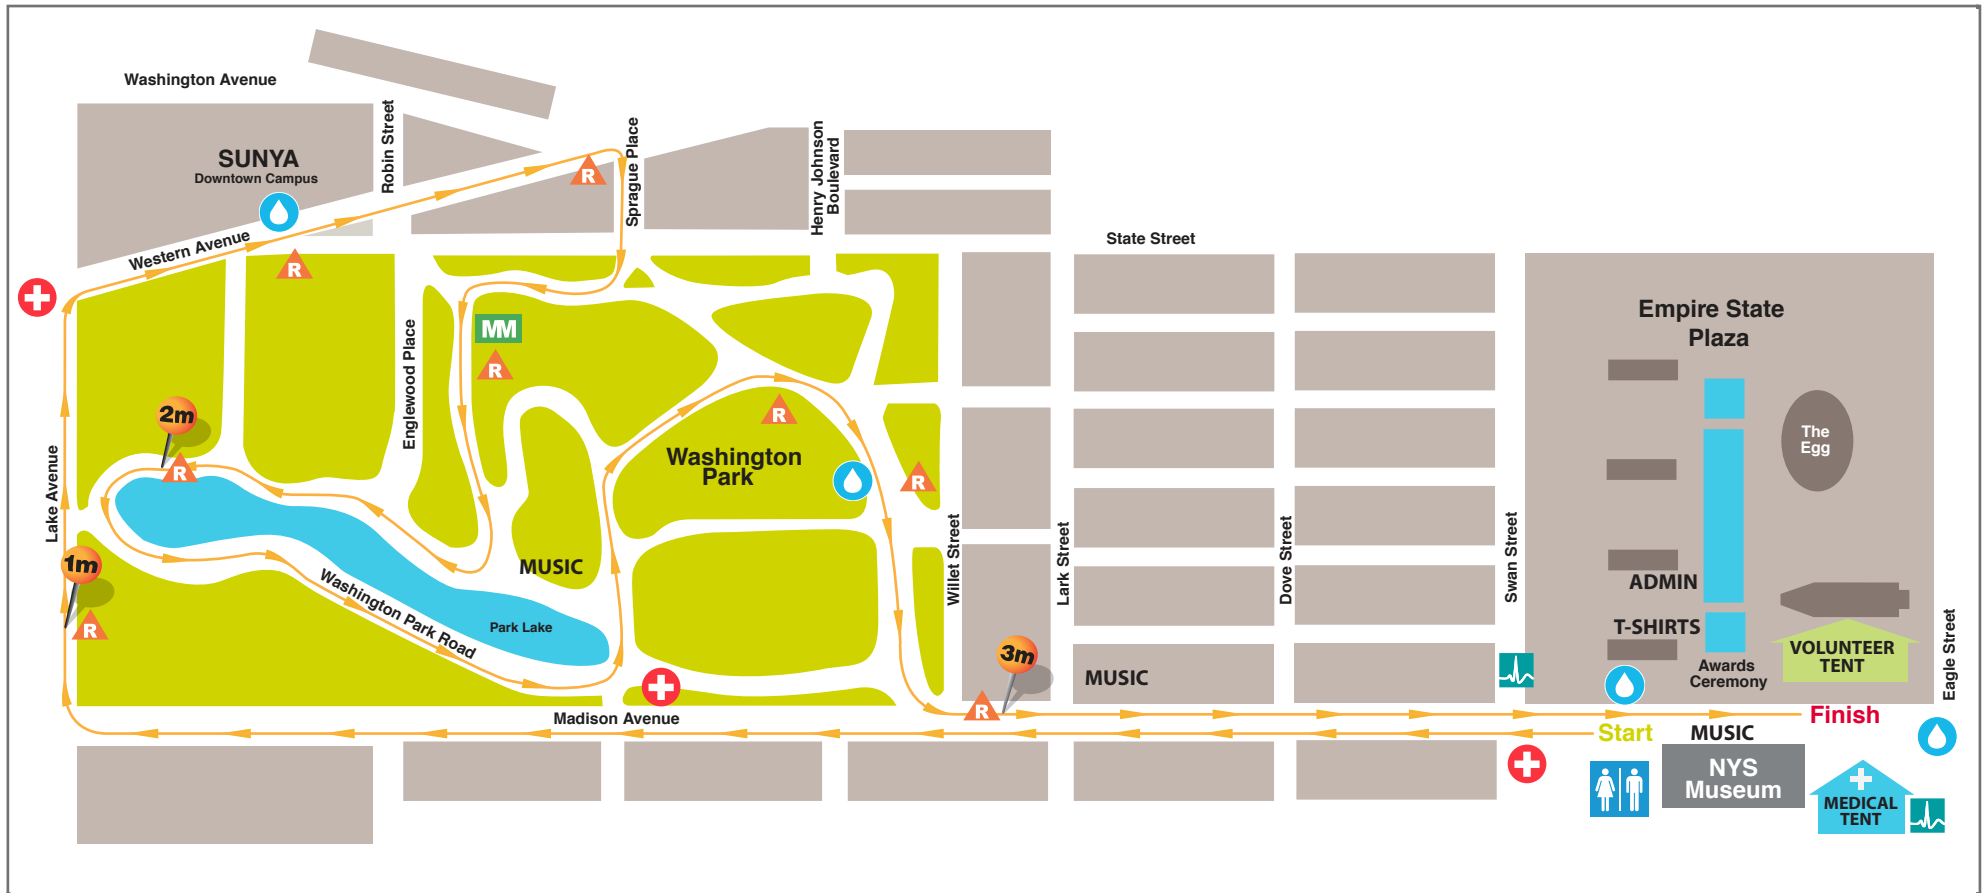 Washington Avenue
SUNYA
Downtown Campus
Robin Street
Sprague Place
Henry Johnson
Boulevard
R
Western Avenue
R
State Street
Empire State
Plaza
MM
R
Englewood Place
2m
R
R
Washington
Park
The
Egg
R
R
Lake Avenue
1m
R
MUSIC
Washington Park Road
Park Lake
Willet Street
Lark Street
Dove Street
Swan Street
ADMIN
T-SHIRTS
Awards
Ceremony
VOLUNTEER
TENT
Eagle Street
3m
R
MUSIC
Madison Avenue
Finish
Start
MUSIC
NYS
Museum
MEDICAL
TENT